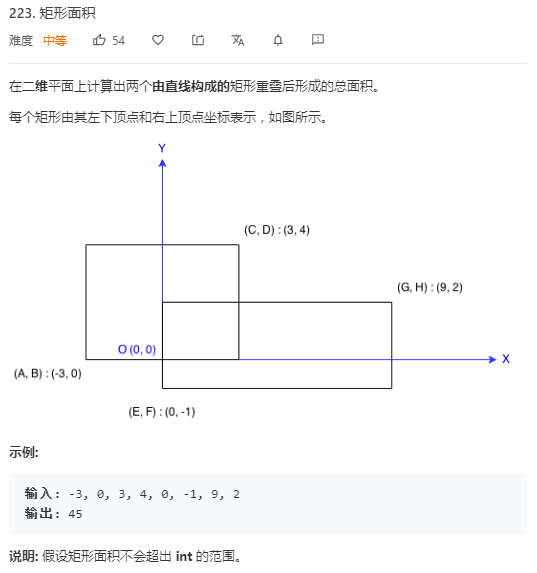 223. 矩形面积
难度 中等 54
在二维平面上计算出两个由直线构成的矩形重叠后形成的总面积。
每个矩形由其左下顶点和右上顶点坐标表示，如图所示。
Y
(C, D) : (3, 4)
(G, H) : (9, 2)
O (0, 0)
X
(A, B) : (-3, 0)
(E, F) : (0, -1)
示例:
输入: -3, 0, 3, 4, 0, -1, 9, 2
输出: 45
说明: 假设矩形面积不会超出 int 的范围。